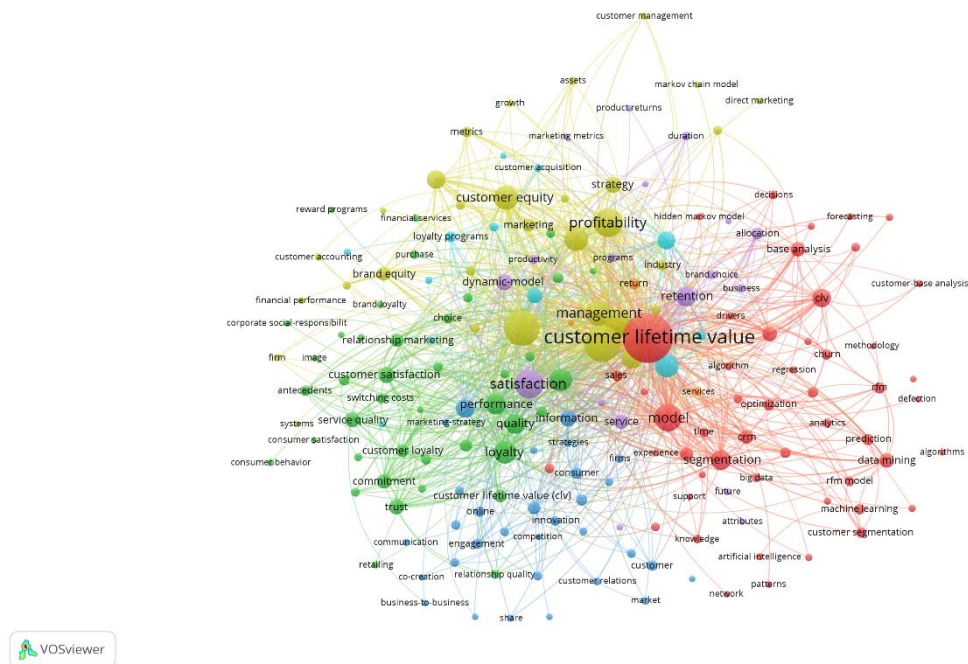 customer management
assets
markov chain model
growth
product returns
direct marketing
metrics
marketing metrics
duration
customer acquisition
strategy
customer equity
decisions
reward programs
financial services
marketing
profitability
hidden markov model
forecasting
loyalty programs
allocation
purchase
base analysis
customer accounting
productivity
programs
industry
brand equity
dynamic-model
return
brand choice
business
customer-base analysis
financial performance
brand loyalty
retention
clv
corporate social-responsibilit
choice
management
drivers
relationship marketing
customer lifetime value
methodology
firm
image
churn
customer satisfaction
sales
algorithm
regression
antecedents
satisfaction
rfm
defection
switching costs
services
performance
optimization
service quality
marketing-strategy
quality
information
service
model
analytics
systems
time
crm
consumer satisfaction
strategies
prediction
customer loyalty
loyalty
experience
algorithms
consumer behavior
firms
segmentation
data mining
consumer
commitment
support
big data
rfm model
customer lifetime value (clv)
future
trust
online
machine learning
innovation
attributes
competition
customer segmentation
communication
engagement
knowledge
artificial intelligence
retailing
customer
co-creation
relationship quality
customer relations
patterns
network
business-to-business
market
share
VOSviewer